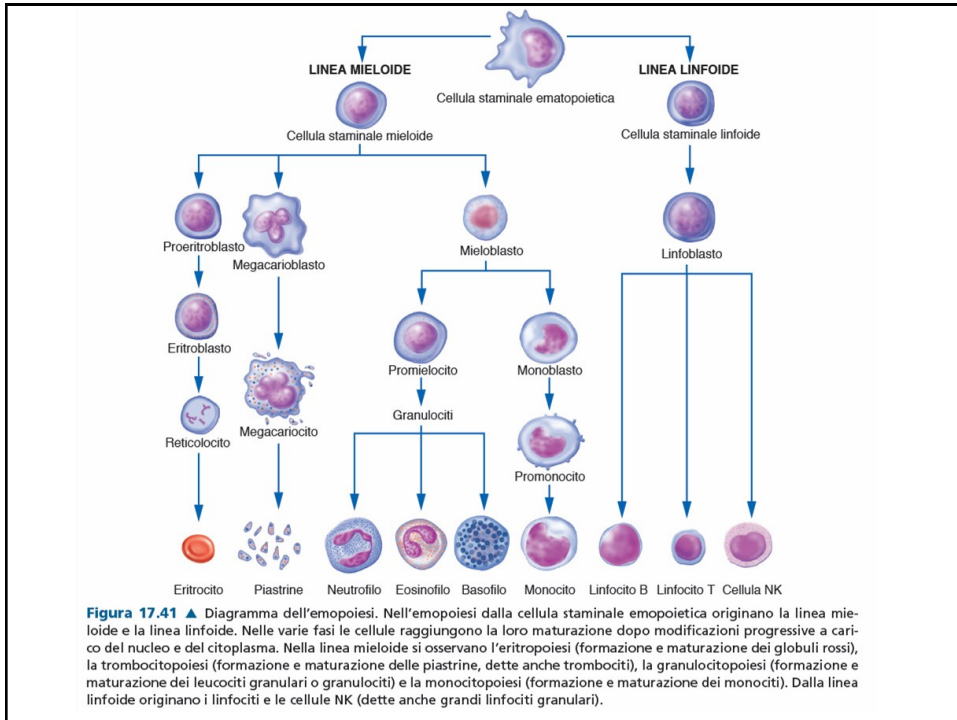 LINEA MIELOIDE
LINEA LINFOIDE
Cellula staminale ematopoietica
Cellula staminale mieloide
Cellula staminale linfoide
Proeritroblasto
Megacarioblasto
Mieloblasto
Linfoblasto
Eritroblasto
Promielocito
Monoblasto
Granulociti
Reticolocito
Megacariocito
Promonocito
Eritrocito
Piastrine
Neutrofilo
Eosinofilo
Basofilo
Monocito
Linfocito B
Linfocito T
Cellula NK
Figura 17.41 ▲ Diagramma dell'emopoiesi. Nell'emopoiesi dalla cellula staminale emopoietica originano la linea mie-
loide e la linea linfoide. Nelle varie fasi le cellule raggiungono la loro maturazione dopo modificazioni progressive a cari-
co del nucleo e del citoplasma. Nella linea mieloide si osservano l'eritropoiesi (formazione e maturazione dei globuli rossi),
la trombocitopoiesi (formazione e maturazione delle piastrine, dette anche trombociti), la granulocitopoiesi (formazione e
maturazione dei leucociti granulari o granulociti) e la monocitopoiesi (formazione e maturazione dei monociti). Dalla linea
linfoide originano i linfociti e le cellule NK (dette anche grandi linfociti granulari).